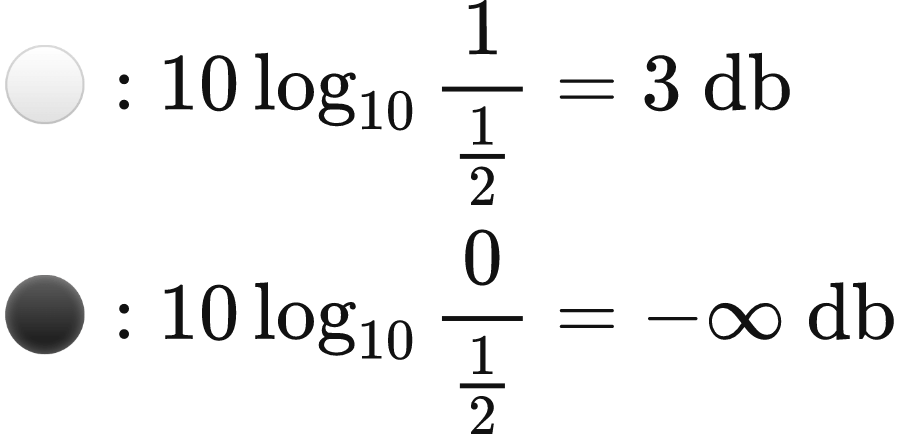 : 10 log₁₀ 1/(1/2) = 3 db
: 10 log₁₀ 0/(1/2) = −∞ db